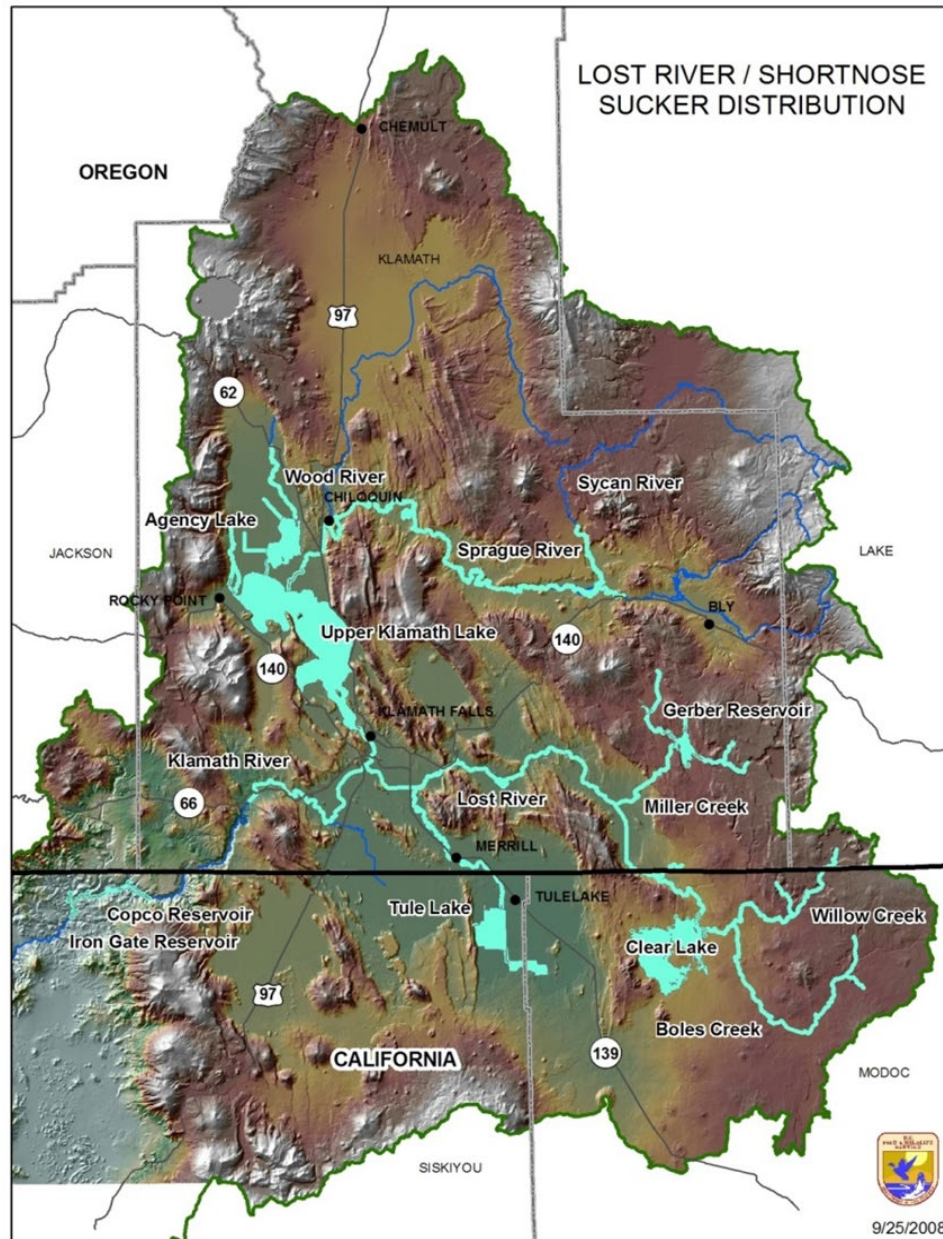 LOST RIVER / SHORTNOSE
SUCKER DISTRIBUTION
CHEMULT
OREGON
KLAMATH
97
62
Wood River
CHILOQUIN
Sycan River
Agency Lake
JACKSON
Sprague River
LAKE
ROCKY POINT
BLY
Upper Klamath Lake
140
140
Gerber Reservoir
KLAMATH FALLS
Klamath River
66
Lost River
Miller Creek
MERRILL
TULELAKE
Tule Lake
Copco Reservoir
Willow Creek
Iron Gate Reservoir
Clear Lake
97
Boles Creek
CALIFORNIA
139
MODOC
SISKIYOU
U.S.
FISH & WILDLIFE
SERVICE
9/25/2008